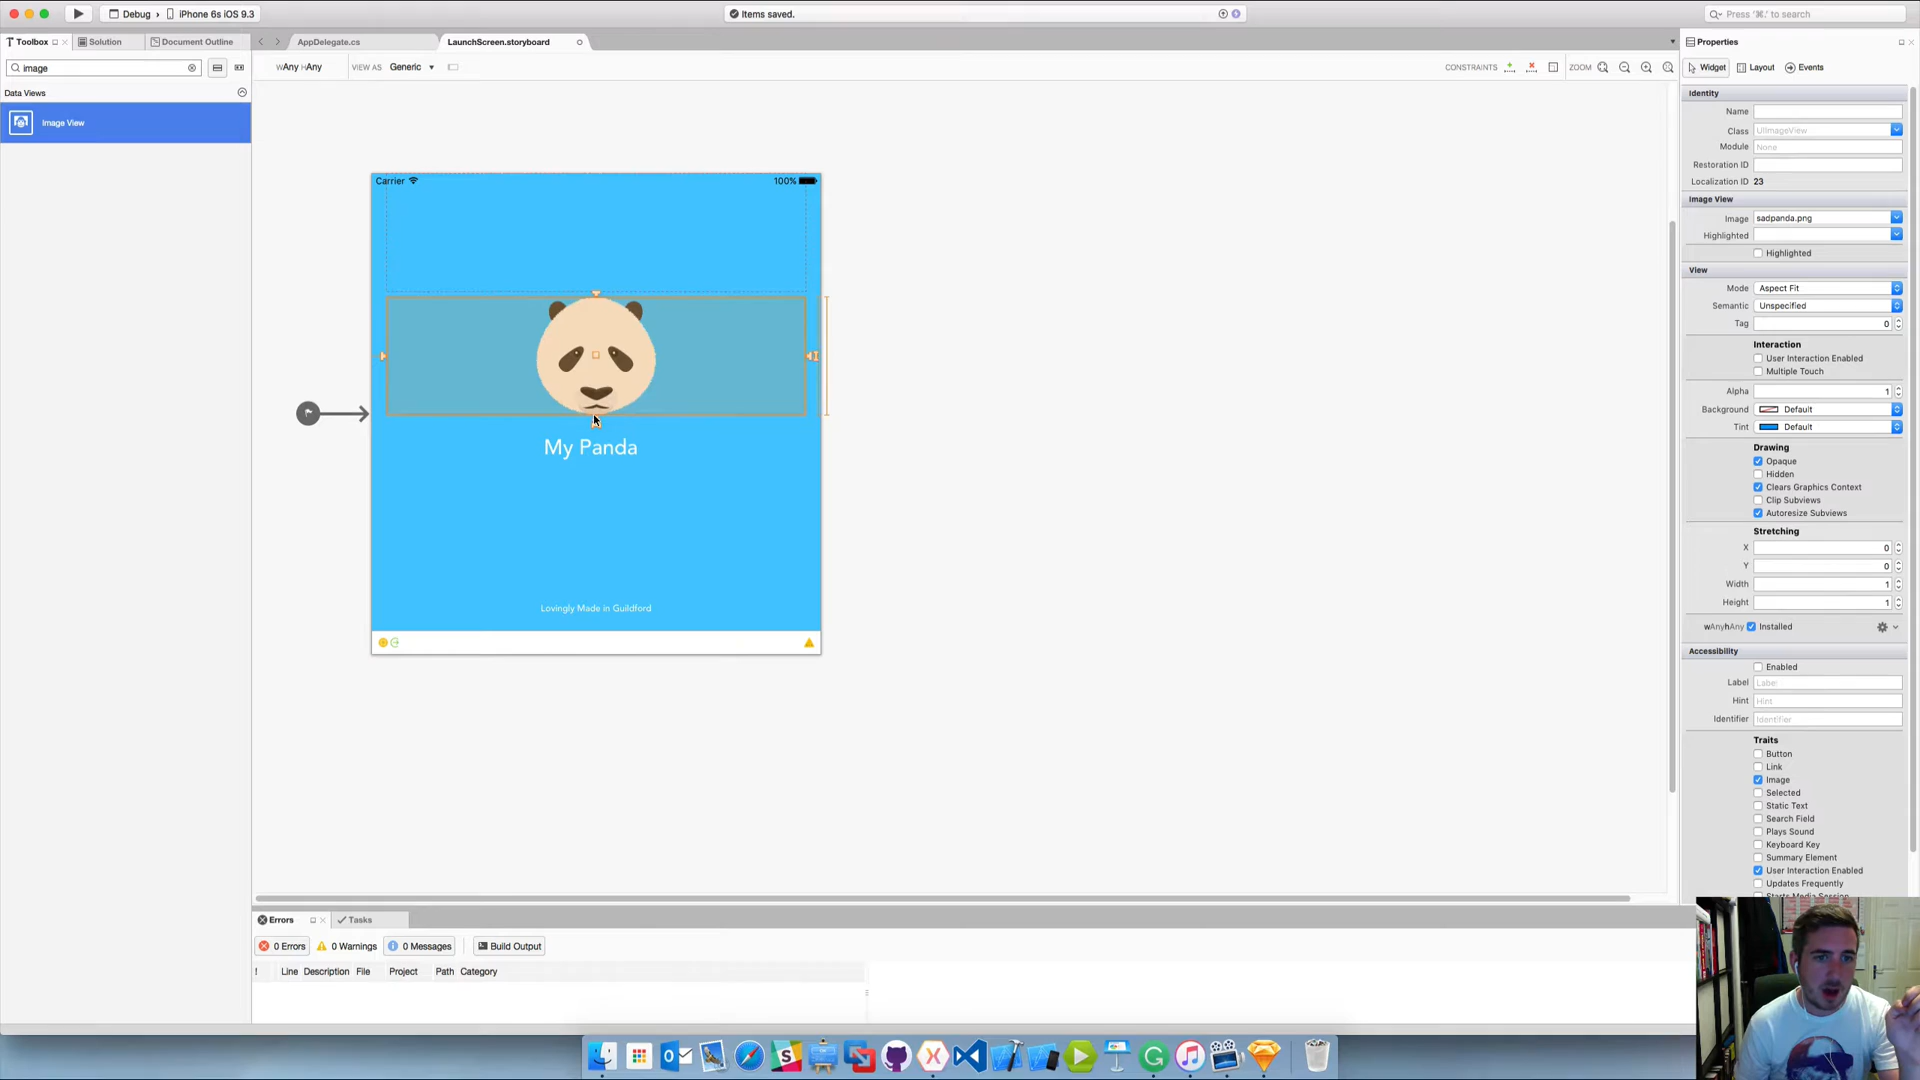 Debug > iPhone 6s iOS 9.3
Items saved.
Press '⌘.' to search
Toolbox
Solution
Document Outline
AppDelegate.cs
LaunchScreen.storyboard
Properties
image
wAny hAny
VIEW AS Generic
CONSTRAINTS
ZOOM
Widget
Layout
Events
Data Views
Image View
Carrier
100%
My Panda
Lovingly Made in Guildford
Identity
Name
Class UIImageView
Module None
Restoration ID
Localization ID 23
Image View
Image sadpanda.png
Highlighted
Highlighted
View
Mode Aspect Fit
Semantic Unspecified
Tag 0
Interaction
User Interaction Enabled
Multiple Touch
Alpha 1
Background Default
Tint Default
Drawing
Opaque
Hidden
Clears Graphics Context
Clip Subviews
Autoresize Subviews
Stretching
X 0
Y 0
Width 1
Height 1
wAnyhAny Installed
Accessibility
Enabled
Label Label
Hint Hint
Identifier Identifier
Traits
Button
Link
Image
Selected
Static Text
Search Field
Plays Sound
Keyboard Key
Summary Element
User Interaction Enabled
Updates Frequently
Starts Media Session
Errors
Tasks
0 Errors
0 Warnings
0 Messages
Build Output
! Line Description File Project Path Category